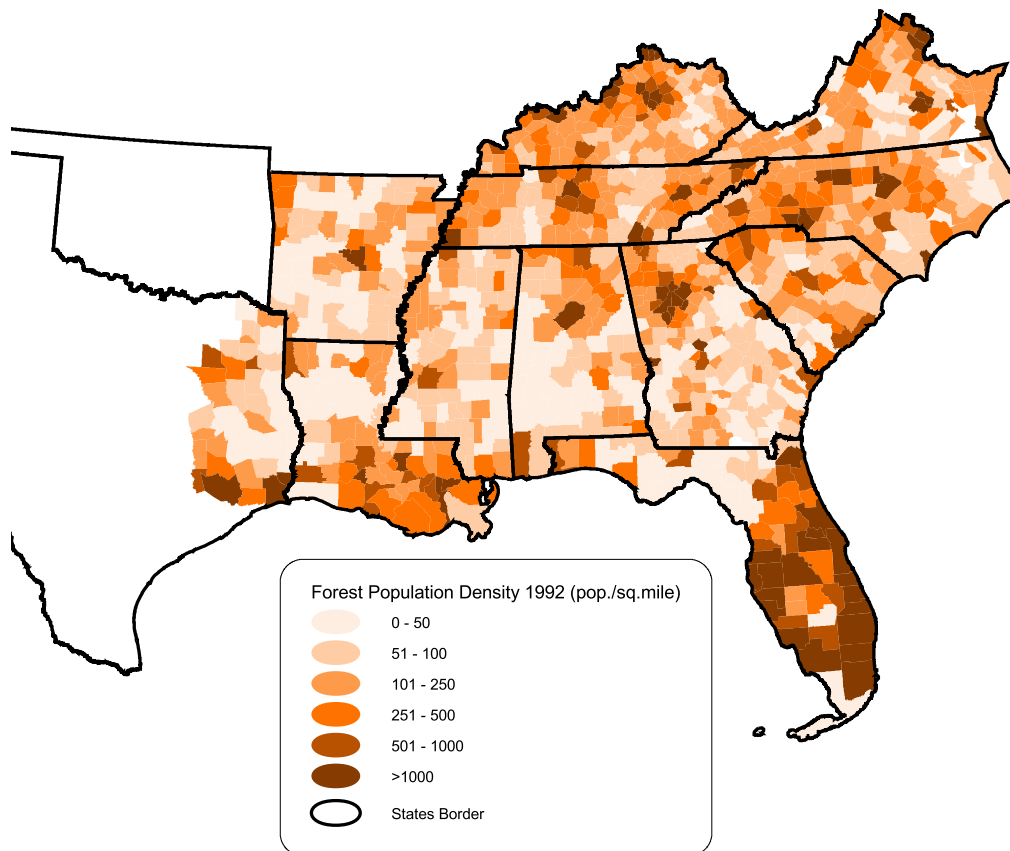 Forest Population Density 1992 (pop./sq.mile)
0 - 50
51 - 100
101 - 250
251 - 500
501 - 1000
>1000
States Border